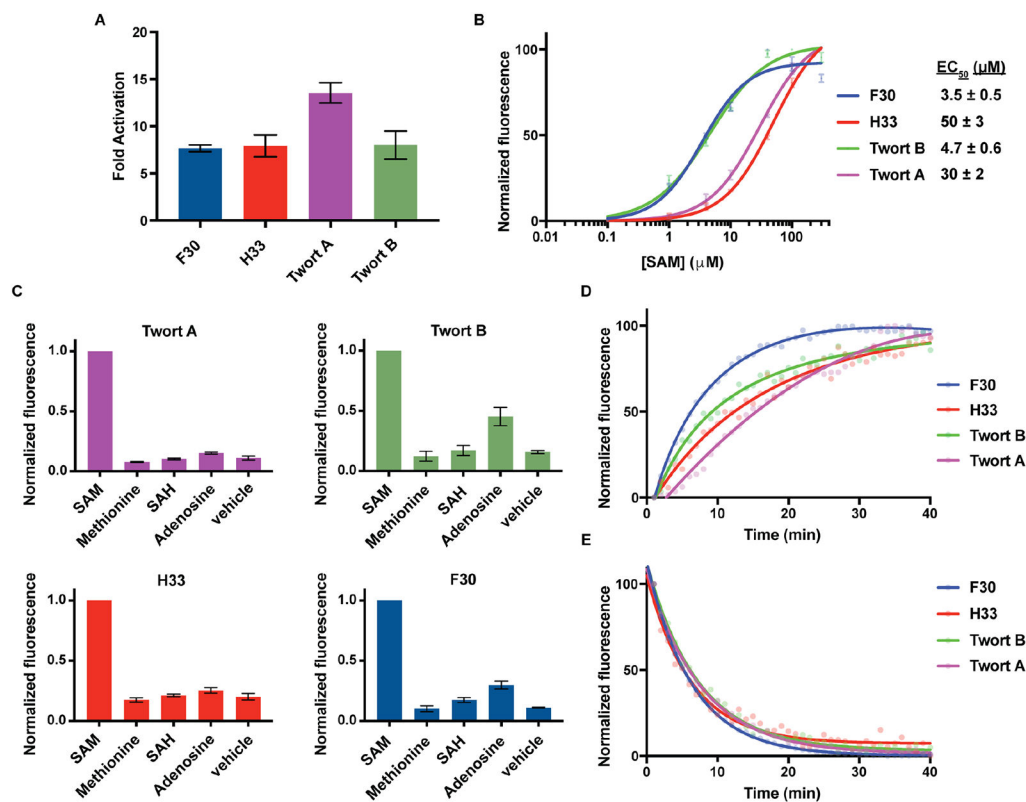 A
Fold Activation
20
15
10
5
0
F30
H33
Twort A
Twort B
B
Normalized fluorescence
100
50
0
0.01
0.1
1
10
100
[SAM] (μM)
EC50 (μM)
F30 3.5 ± 0.5
H33 50 ± 3
Twort B 4.7 ± 0.6
Twort A 30 ± 2
C
Twort A
Normalized fluorescence
1.0
0.5
0.0
SAM
Methionine
SAH
Adenosine
vehicle
Twort B
Normalized fluorescence
1.0
0.5
0.0
SAM
Methionine
SAH
Adenosine
vehicle
H33
Normalized fluorescence
1.0
0.5
0.0
SAM
Methionine
SAH
Adenosine
vehicle
F30
Normalized fluorescence
1.0
0.5
0.0
SAM
Methionine
SAH
Adenosine
vehicle
D
Normalized fluorescence
100
50
0
0
10
20
30
40
Time (min)
F30
H33
Twort B
Twort A
E
Normalized fluorescence
100
50
0
0
10
20
30
40
Time (min)
F30
H33
Twort B
Twort A